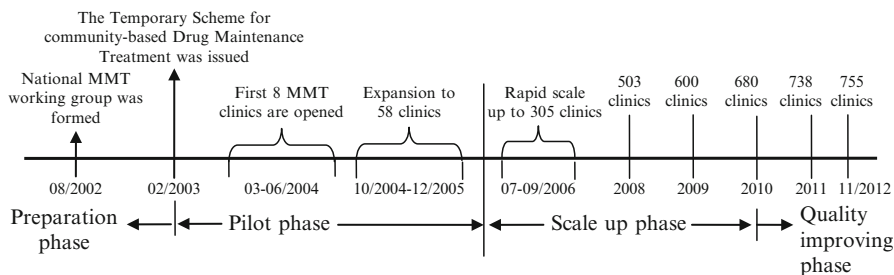 The Temporary Scheme for
community-based Drug Maintenance
Treatment was issued
National MMT
working group was
formed
First 8 MMT
clinics are opened
Expansion to
58 clinics
Rapid scale
up to 305 clinics
503
clinics
600
clinics
680
clinics
738
clinics
755
clinics
08/2002
02/2003
03-06/2004
10/2004-12/2005
07-09/2006
2008
2009
2010
2011
11/2012
Preparation
phase
Pilot phase
Scale up phase
Quality
improving
phase